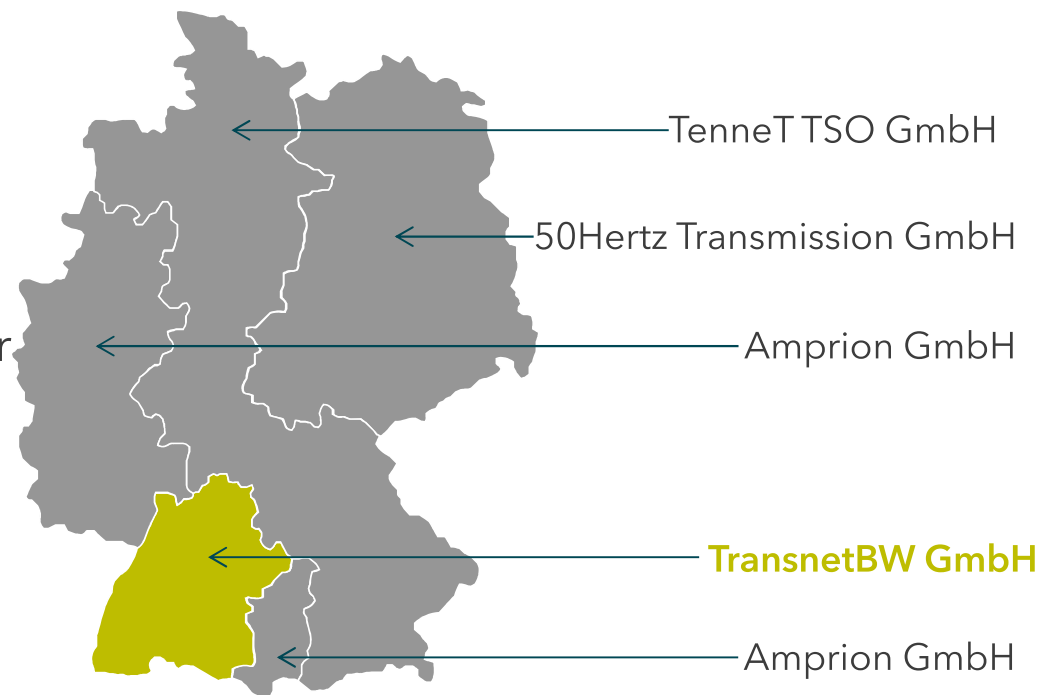 TenneT TSO GmbH
50Hertz Transmission GmbH
r
Amprion GmbH
TransnetBW GmbH
Amprion GmbH